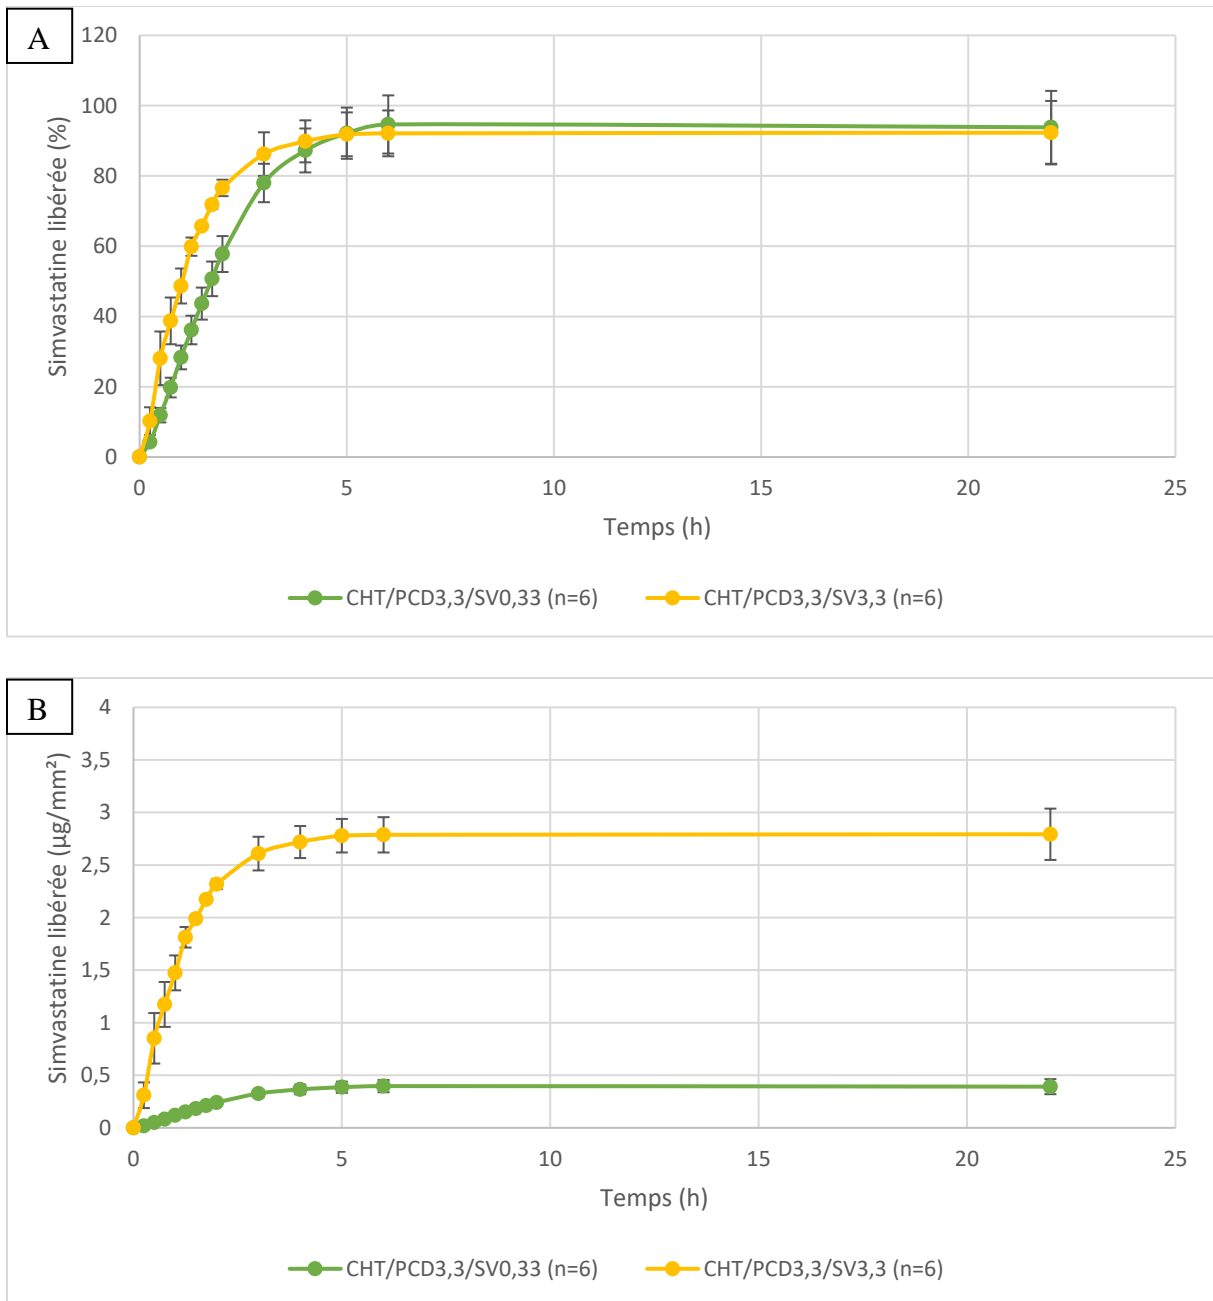 A
120
100
80
60
40
20
0
Simvastatine libérée (%)
0 5 10 15 20 25
Temps (h)
CHT/PCD3,3/SV0,33 (n=6) CHT/PCD3,3/SV3,3 (n=6)
B
4
3,5
3
2,5
2
1,5
1
0,5
0
Simvastatine libérée (µg/mm²)
0 5 10 15 20 25
Temps (h)
CHT/PCD3,3/SV0,33 (n=6) CHT/PCD3,3/SV3,3 (n=6)